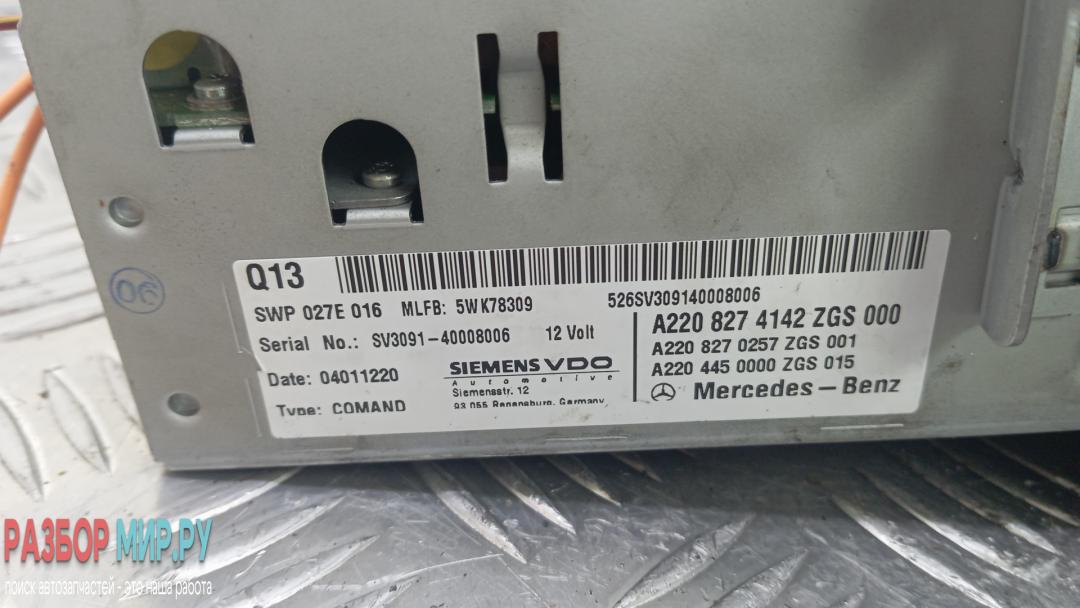 06
Q13
SWP 027E 016 MLFB: 5WK78309 526SV309140008006
Serial No.: SV3091-40008006 12 Volt
Date: 04011220
Type: COMAND
SIEMENS VDO
Automotive
Siemensstr. 12
93 055 Regensburg, Germany
A220 827 4142 ZGS 000
A220 827 0257 ZGS 001
A220 445 0000 ZGS 015
Mercedes-Benz
РАЗБОР МИР.РУ
поиск автозапчастей - это наша работа